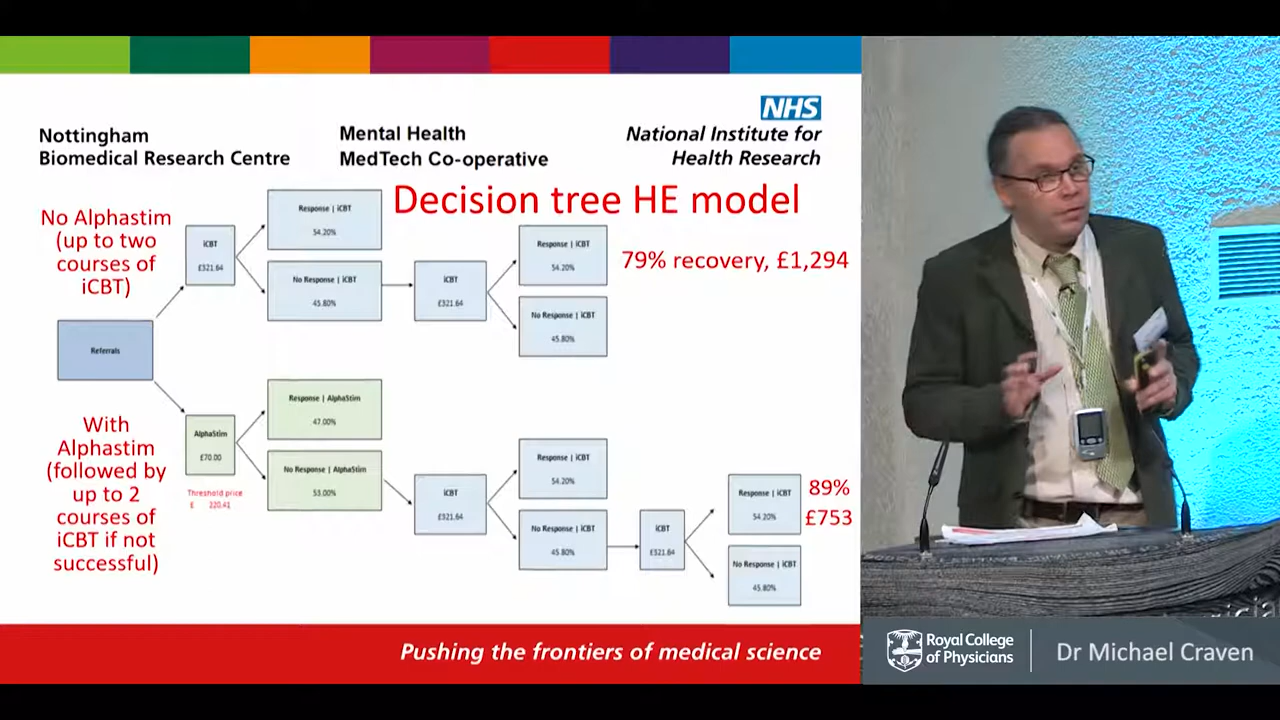 NHS
Nottingham
Biomedical Research Centre
Mental Health
MedTech Co-operative
National Institute for
Health Research
Decision tree HE model
No Alphastim
(up to two
courses of
iCBT)
iCBT
£321.64
Response | iCBT
54.20%
No Response | iCBT
45.80%
iCBT
£321.64
Response | iCBT
54.20%
No Response | iCBT
45.80%
79% recovery, £1,294
Referrals
With
Alphastim
(followed by
up to 2
courses of
iCBT if not
successful)
AlphaStim
£70.00
Threshold price
£ 220.41
Response | AlphaStim
47.00%
No Response | AlphaStim
53.00%
iCBT
£321.64
Response | iCBT
54.20%
No Response | iCBT
45.80%
iCBT
£321.64
Response | iCBT
54.20%
No Response | iCBT
45.80%
89%
£753
Pushing the frontiers of medical science
Royal College
of Physicians
Dr Michael Craven